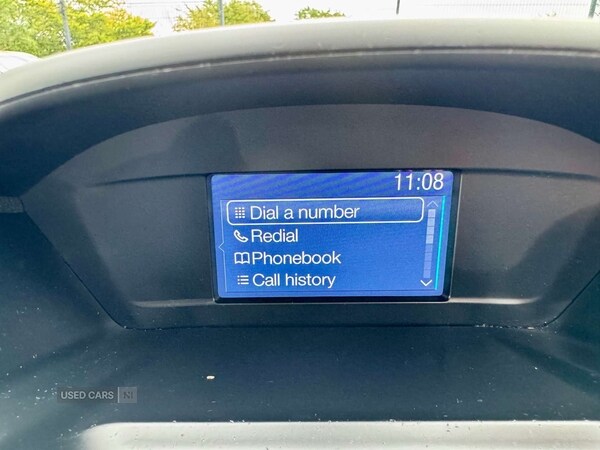 11:08
Dial a number
Redial
Phonebook
Call history
USED CARS NI